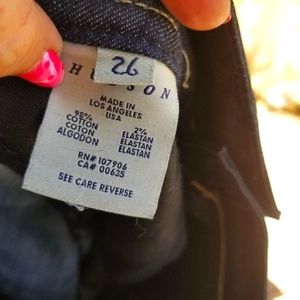 26
HUDSON
MADE IN
LOS ANGELES
USA
98% 2%
COTTON ELASTAN
COTTON ELASTAN
ALGODON ELASTAN
RN# 107906
CA# 00635
SEE CARE REVERSE